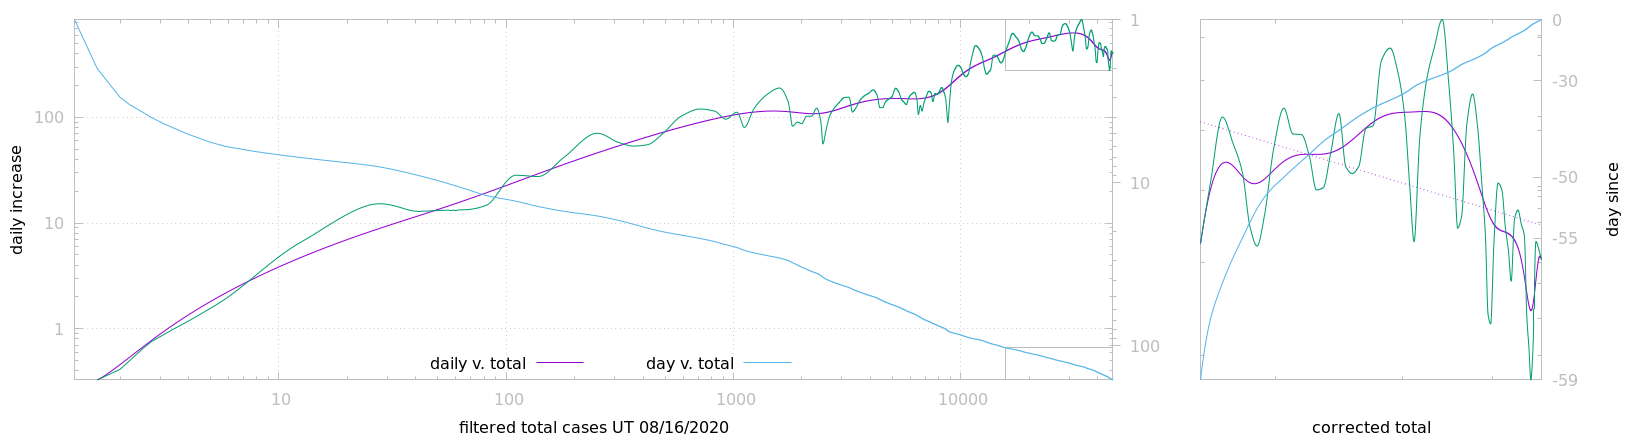 daily increase
100
10
1
daily v. total
day v. total
1
10
100
10
100
1000
10000
filtered total cases UT 08/16/2020
0
-30
-50
-55
-59
day since
corrected total